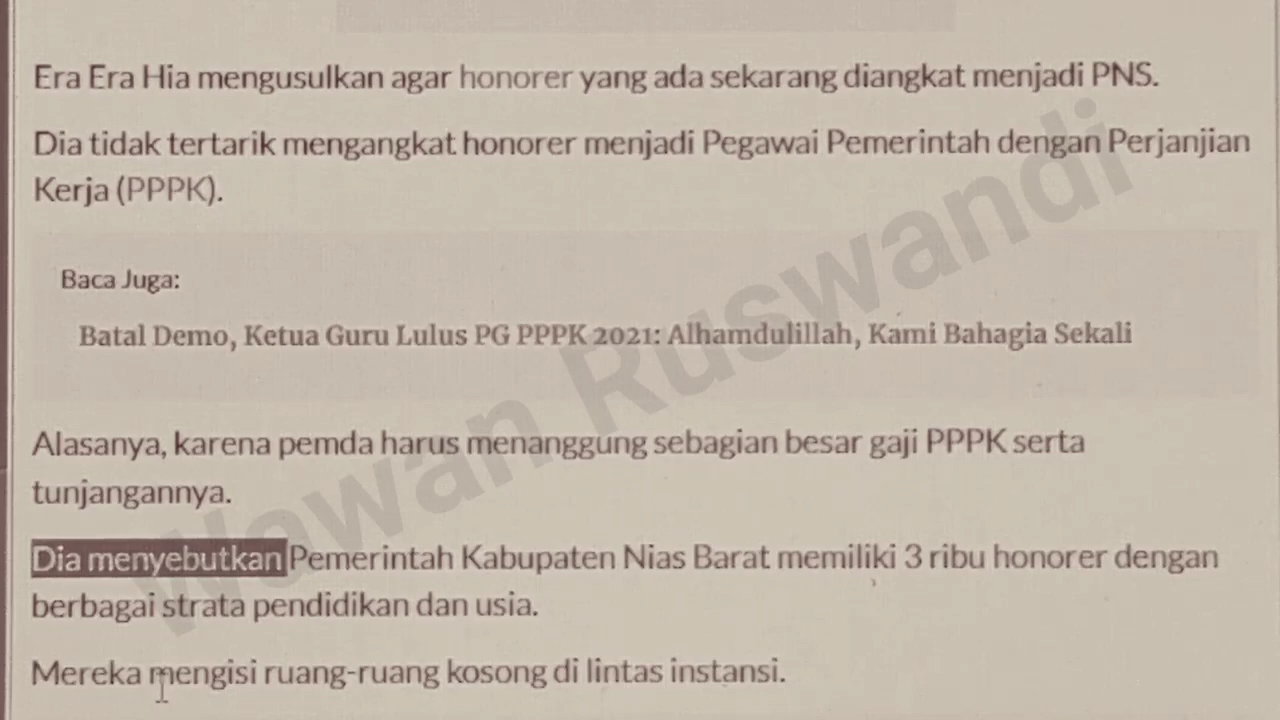 Era Era Hia mengusulkan agar honorer yang ada sekarang diangkat menjadi PNS.
Dia tidak tertarik mengangkat honorer menjadi Pegawai Pemerintah dengan Perjanjian
Kerja (PPPK).
Baca Juga:
Batal Demo, Ketua Guru Lulus PG PPPK 2021: Alhamdulillah, Kami Bahagia Sekali
Alasanya, karena pemda harus menanggung sebagian besar gaji PPPK serta
tunjangannya.
Dia menyebutkan Pemerintah Kabupaten Nias Barat memiliki 3 ribu honorer dengan
berbagai strata pendidikan dan usia.
Mereka mengisi ruang-ruang kosong di lintas instansi.
Wawan Ruswandi